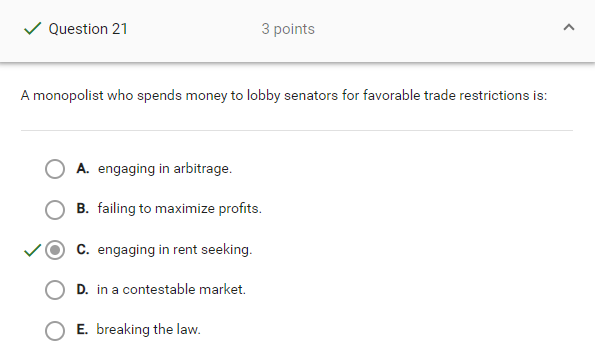 Question 21 3 points
A monopolist who spends money to lobby senators for favorable trade restrictions is:
A. engaging in arbitrage.
B. failing to maximize profits.
C. engaging in rent seeking.
D. in a contestable market.
E. breaking the law.